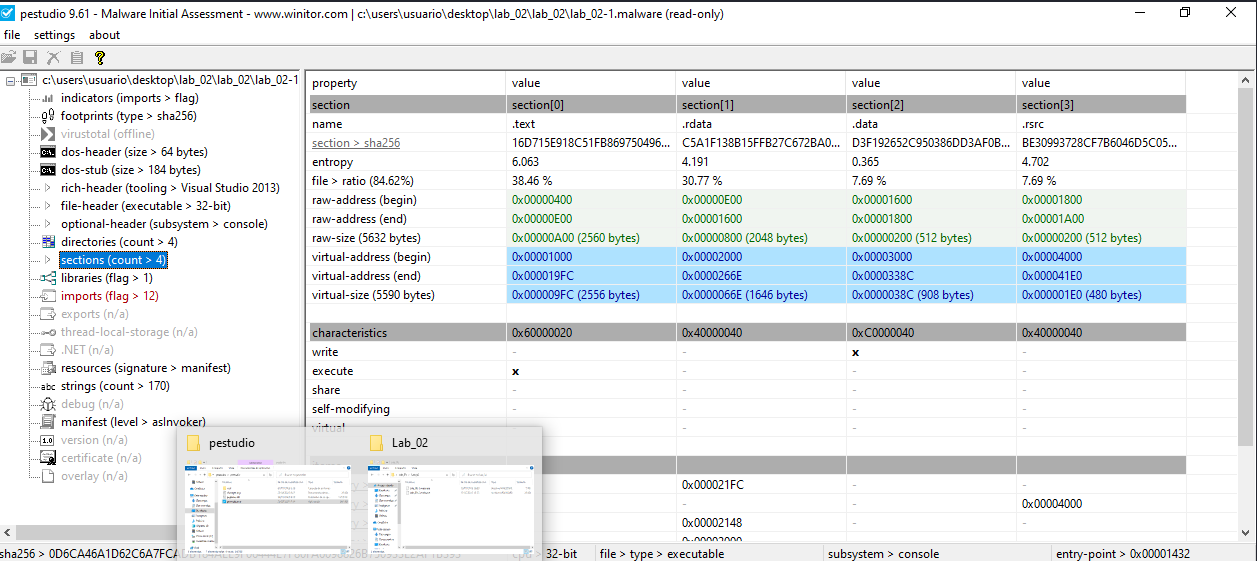 pestudio 9.61 - Malware Initial Assessment - www.winitor.com | c:\users\usuario\desktop\lab_02\lab_02\lab_02-1.malware (read-only)
file settings about
c:\users\usuario\desktop\lab_02\lab_02\lab_02-1
indicators (imports > flag)
footprints (type > sha256)
virustotal (offline)
dos-header (size > 64 bytes)
dos-stub (size > 184 bytes)
rich-header (tooling > Visual Studio 2013)
file-header (executable > 32-bit)
optional-header (subsystem > console)
directories (count > 4)
sections (count > 4)
libraries (flag > 1)
imports (flag > 12)
exports (n/a)
thread-local-storage (n/a)
.NET (n/a)
resources (signature > manifest)
abc strings (count > 170)
debug (n/a)
manifest (level > asInvoker)
1.0 version (n/a)
certificate (n/a)
overlay (n/a)
property value value value value
section section[0] section[1] section[2] section[3]
name .text .rdata .data .rsrc
section > sha256 16D715E918C51FB869750496... C5A1F138B15FFB27C672BA0... D3F192652C950386DD3AF0B... BE30993728CF7B6046D5C05...
entropy 6.063 4.191 0.365 4.702
file > ratio (84.62%) 38.46 % 30.77 % 7.69 % 7.69 %
raw-address (begin) 0x00000400 0x00000E00 0x00001600 0x00001800
raw-address (end) 0x00000E00 0x00001600 0x00001800 0x00001A00
raw-size (5632 bytes) 0x00000A00 (2560 bytes) 0x00000800 (2048 bytes) 0x00000200 (512 bytes) 0x00000200 (512 bytes)
virtual-address (begin) 0x00001000 0x00002000 0x00003000 0x00004000
virtual-address (end) 0x000019FC 0x0000266E 0x0000338C 0x000041E0
virtual-size (5590 bytes) 0x000009FC (2556 bytes) 0x0000066E (1646 bytes) 0x0000038C (908 bytes) 0x000001E0 (480 bytes)
characteristics 0x60000020 0x40000040 0xC0000040 0x40000040
write - - x -
execute x - - -
share - - - -
self-modifying - - - -
virtual - - - -
pestudio Lab_02
0x000021FC - -
- - 0x00004000
0x00002148 - -
sha256 > 0D6CA46A1D62C6A7FCA
cpu > 32-bit file > type > executable subsystem > console entry-point > 0x00001432